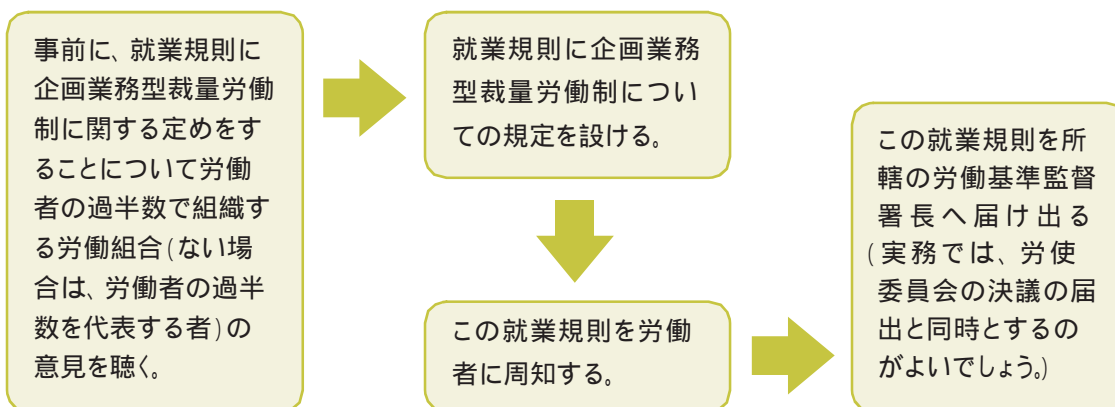 事前に、就業規則に
企画業務型裁量労働
制に関する定めをす
ることについて労働
者の過半数で組織す
る労働組合(ない場
合は、労働者の過半
数を代表する者)の
意見を聴く。
就業規則に企画業務
型裁量労働制につい
ての規定を設ける。
この就業規則を労働
者に周知する。
この就業規則を所
轄の労働基準監督
署長へ届け出る
(実務では、労使
委員会の決議の届
出と同時とするの
がよいでしょう。)